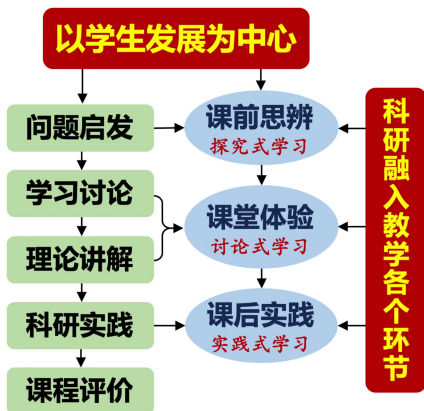 以学生发展为中心
问题启发
课前思辨
探究式学习
学习讨论
课堂体验
讨论式学习
理论讲解
科研实践
课后实践
实践式学习
课程评价
科研融入教学各个环节